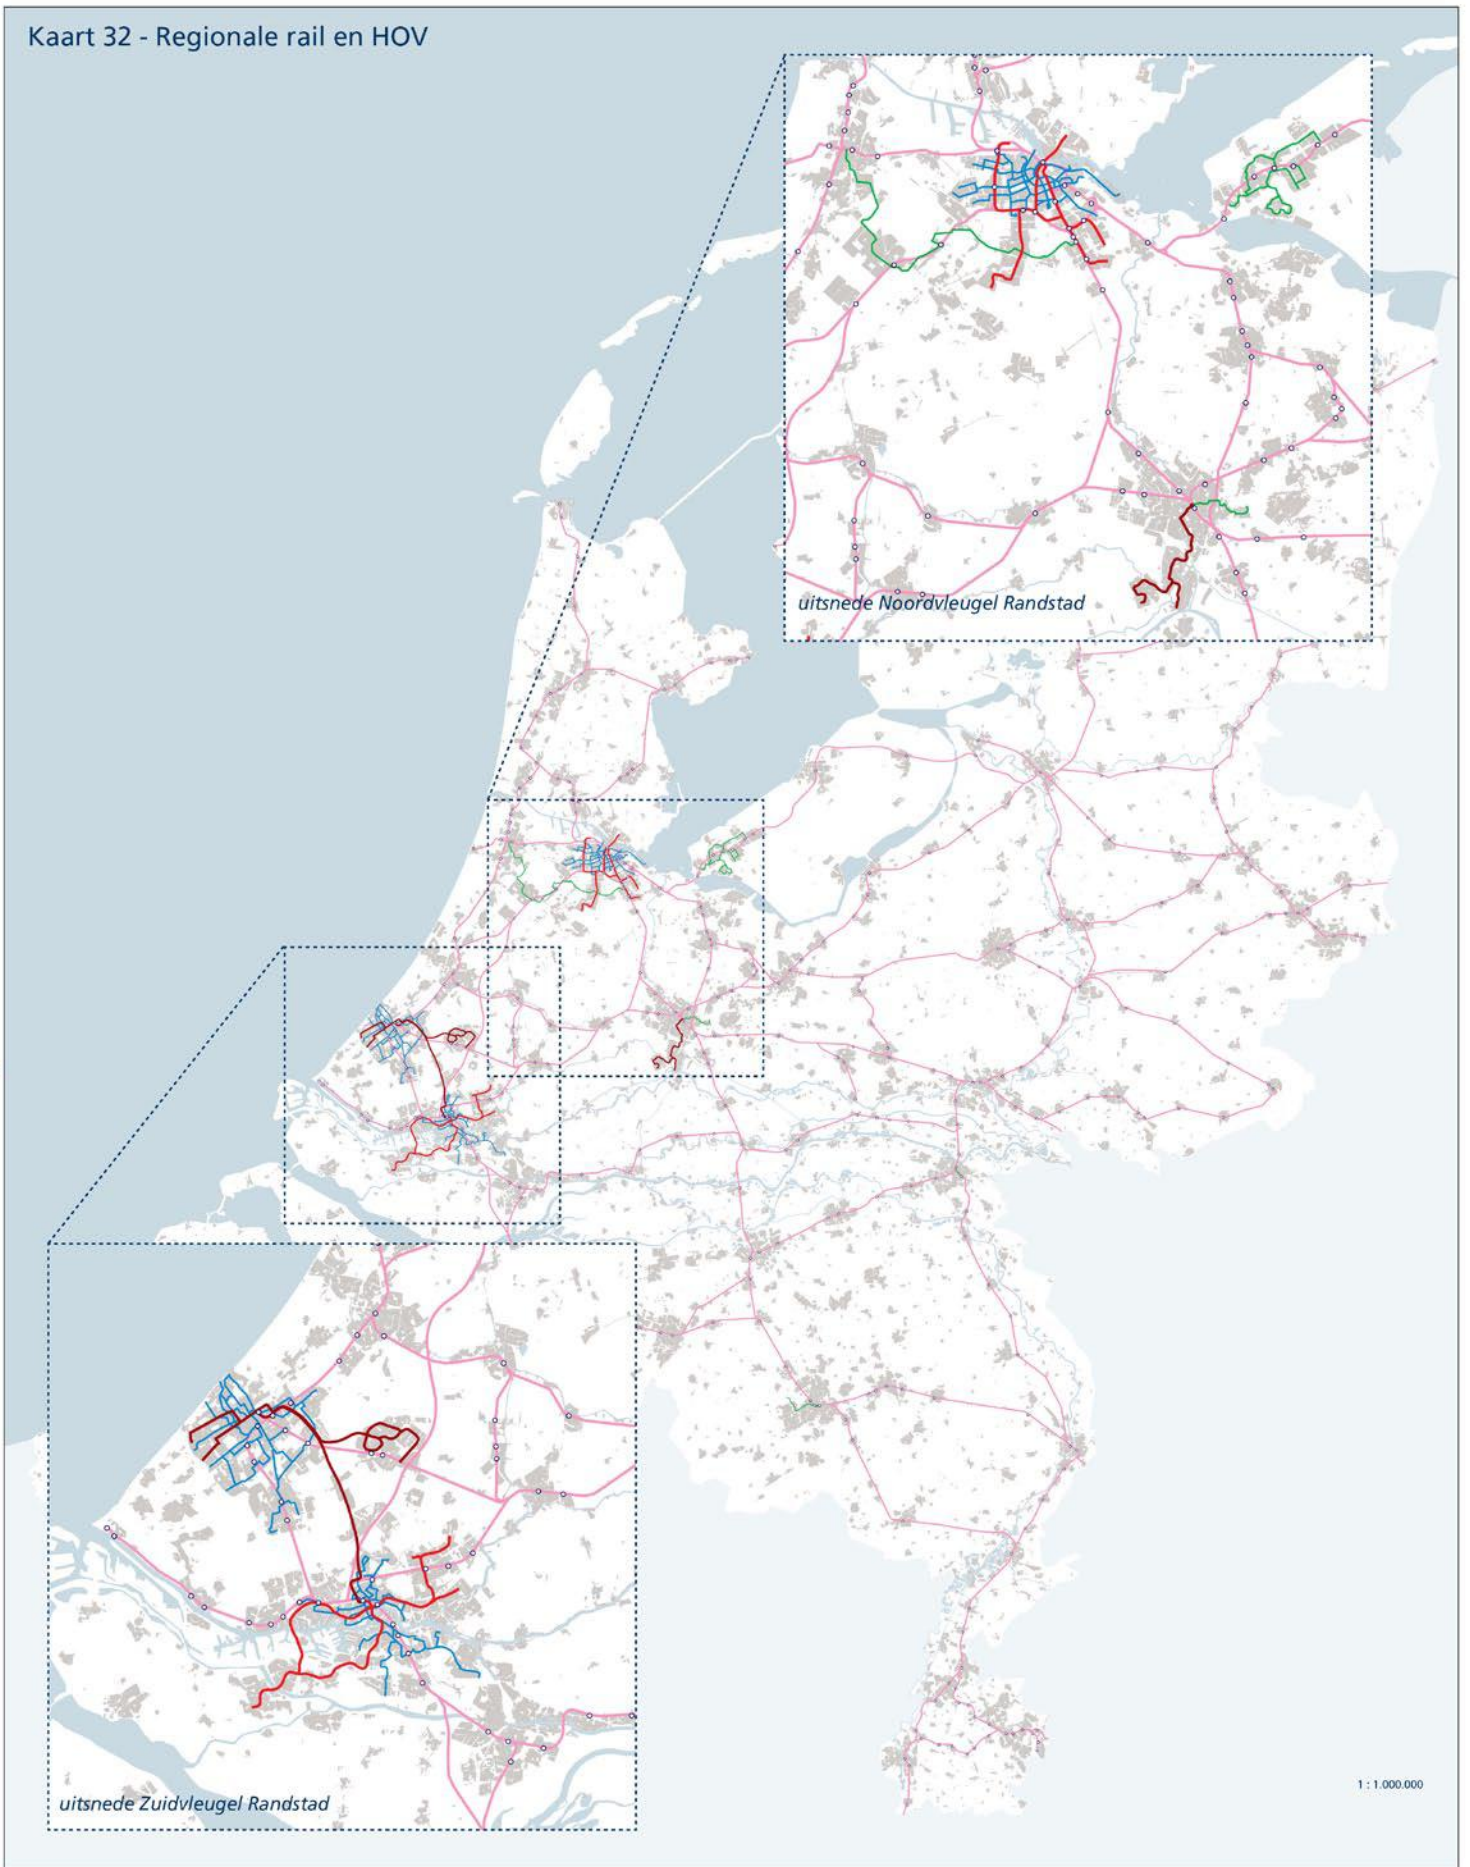 Kaart 32 - Regionale rail en HOV
uitsnede Noordvleugel Randstad
uitsnede Zuidvleugel Randstad
1 : 1.000.000